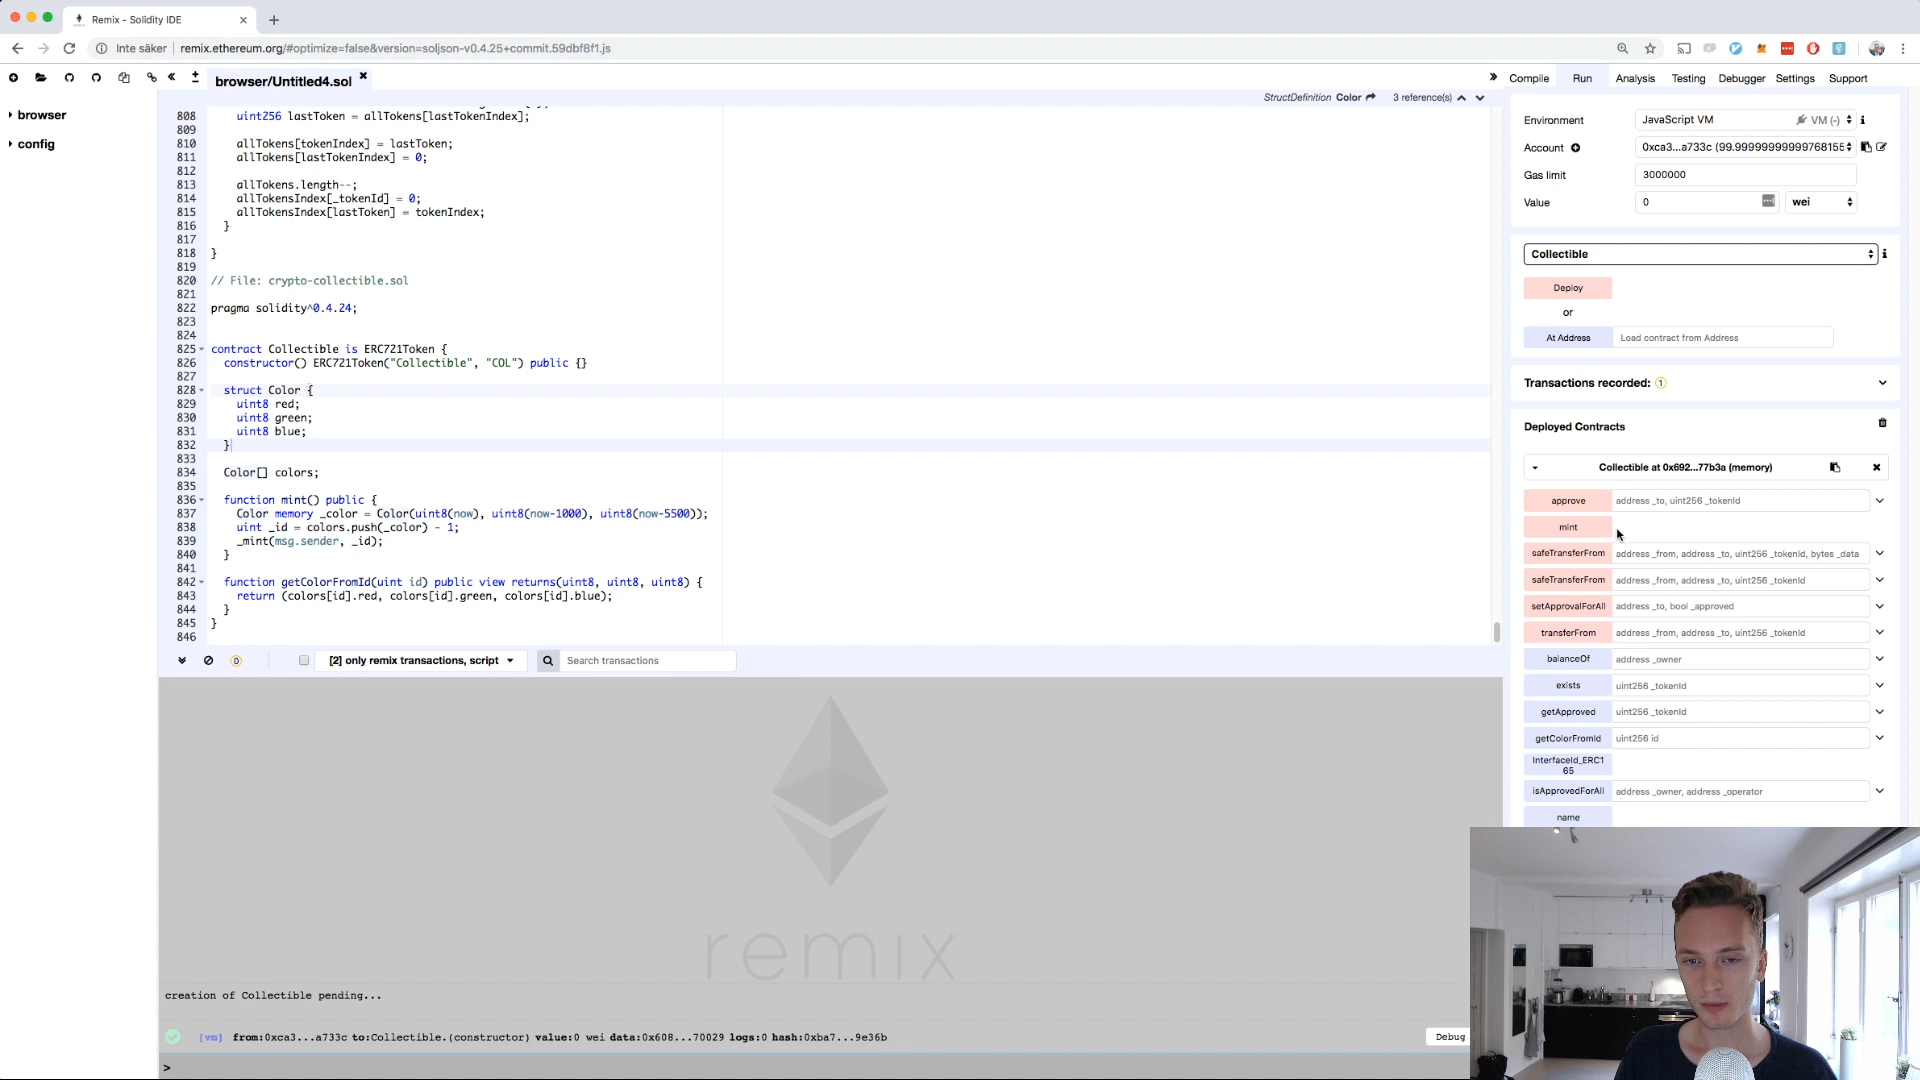 Remix - Solidity IDE
Inte säker
remix.ethereum.org/#optimize=false&version=soljson-v0.4.25+commit.59dbf8f1.js
browser/Untitled4.sol
Compile
Run
Analysis
Testing
Debugger
Settings
Support
StructDefinition Color
3 reference(s)
browser
config
808 uint256 lastToken = allTokens[lastTokenIndex];
809
810 allTokens[tokenIndex] = lastToken;
811 allTokens[lastTokenIndex] = 0;
812
813 allTokens.length--;
814 allTokensIndex[_tokenId] = 0;
815 allTokensIndex[lastToken] = tokenIndex;
816 }
817
818 }
819
820 // File: crypto-collectible.sol
821
822 pragma solidity^0.4.24;
823
824
825 contract Collectible is ERC721Token {
826 constructor() ERC721Token("Collectible", "COL") public {}
827
828 struct Color {
829 uint8 red;
830 uint8 green;
831 uint8 blue;
832 }
833
834 Color[] colors;
835
836 function mint() public {
837 Color memory _color = Color(uint8(now), uint8(now-1000), uint8(now-5500));
838 uint _id = colors.push(_color) - 1;
839 _mint(msg.sender, _id);
840 }
841
842 function getColorFromId(uint id) public view returns(uint8, uint8, uint8) {
843 return (colors[id].red, colors[id].green, colors[id].blue);
844 }
845 }
846
0
[2] only remix transactions, script
Search transactions
remix
creation of Collectible pending...
[vm] from:0xca3...a733c to:Collectible.(constructor) value:0 wei data:0x608...70029 logs:0 hash:0xba7...9e36b
Debug
>
Environment
JavaScript VM
VM (-)
Account
0xca3...a733c (99.99999999999768155
Gas limit
3000000
Value
0
wei
Collectible
Deploy
or
At Address
Load contract from Address
Transactions recorded: 1
Deployed Contracts
Collectible at 0x692...77b3a (memory)
approve address _to, uint256 _tokenId
mint
safeTransferFrom address _from, address _to, uint256 _tokenId, bytes _data
safeTransferFrom address _from, address _to, uint256 _tokenId
setApprovalForAll address _to, bool _approved
transferFrom address _from, address _to, uint256 _tokenId
balanceOf address _owner
exists uint256 _tokenId
getApproved uint256 _tokenId
getColorFromId uint256 id
InterfaceId_ERC1
65
isApprovedForAll address _owner, address _operator
name